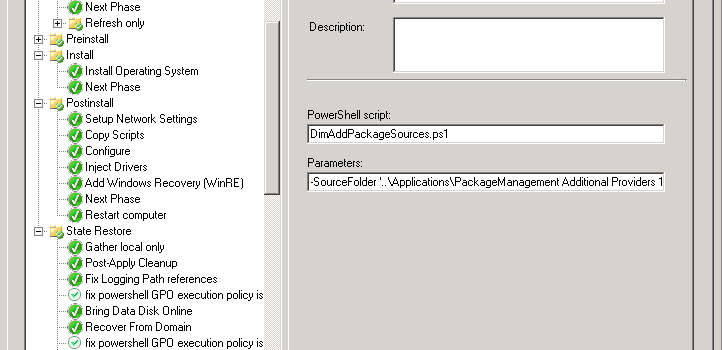 Next Phase
Refresh only
Preinstall
Install
Install Operating System
Next Phase
Postinstall
Setup Network Settings
Copy Scripts
Configure
Inject Drivers
Add Windows Recovery (WinRE)
Next Phase
Restart computer
State Restore
Gather local only
Post-Apply Cleanup
Fix Logging Path references
fix powershell GPO execution policy is
Bring Data Disk Online
Recover From Domain
fix powershell GPO execution policy is
Description:
PowerShell script:
DimAddPackageSources.ps1
Parameters:
-SourceFolder '..\Applications\PackageManagement Additional Providers 1